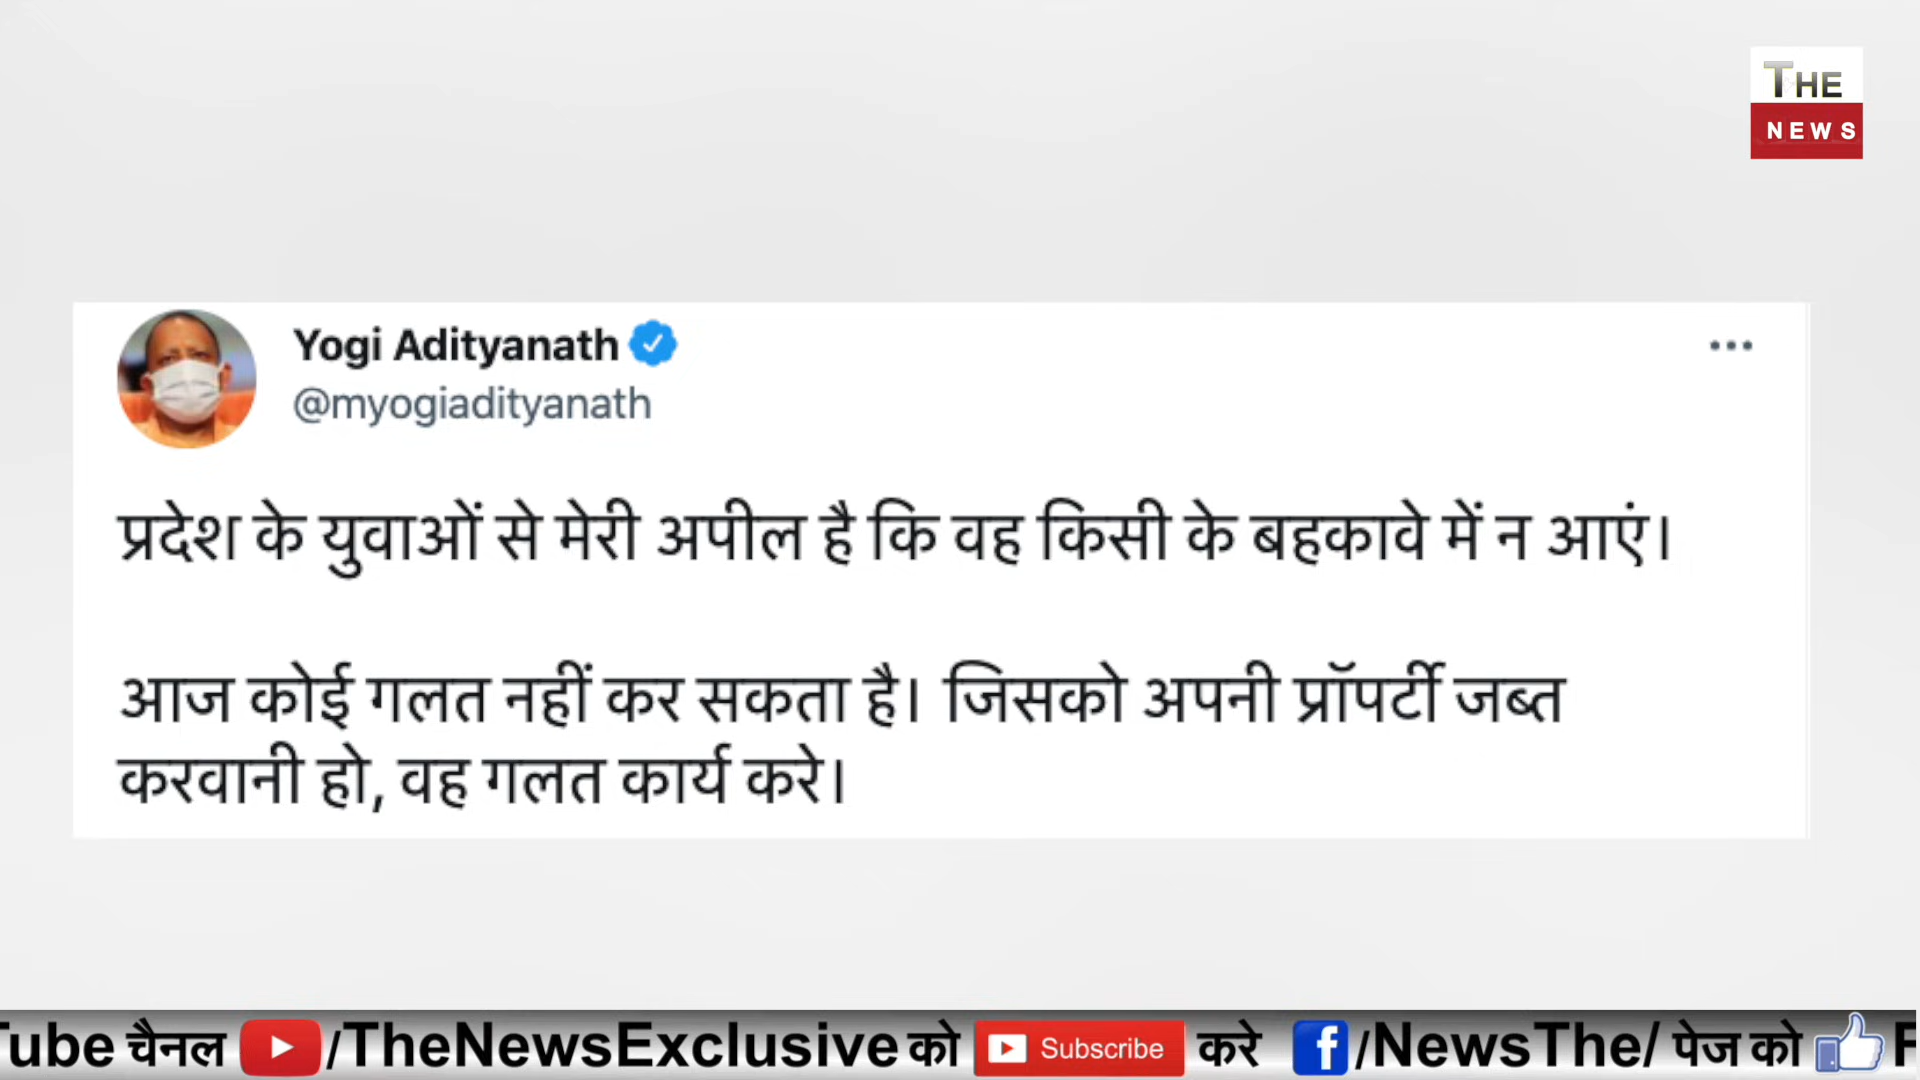 THE
NEWS
Yogi Adityanath
@myogiadityanath
प्रदेश के युवाओं से मेरी अपील है कि वह किसी के बहकावे में न आएं।
आज कोई गलत नहीं कर सकता है। जिसको अपनी प्रॉपर्टी जब्त
करवानी हो, वह गलत कार्य करे।
Tube चैनल /TheNewsExclusive को Subscribe करे f /NewsThe/ पेज को F